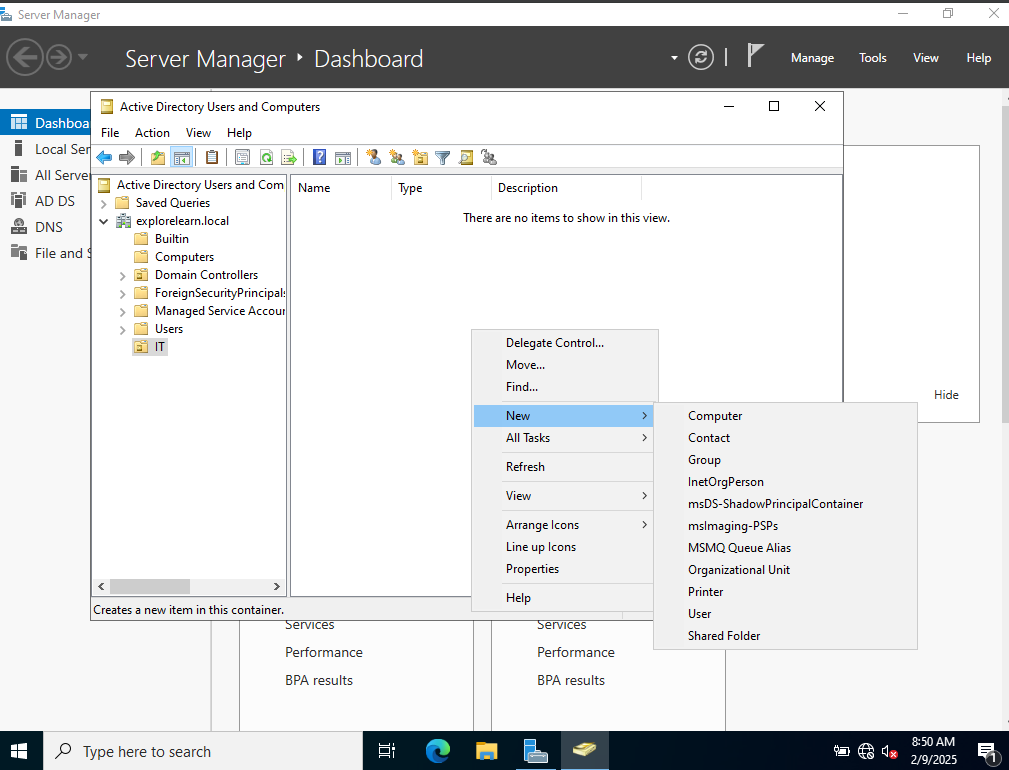 Server Manager
Server Manager ‣ Dashboard
Manage Tools View Help
Dashboa
Local Ser
All Serve
AD DS
DNS
File and S
Active Directory Users and Computers
File Action View Help
Active Directory Users and Com
Saved Queries
explorelearn.local
Builtin
Computers
Domain Controllers
ForeignSecurityPrincipals
Managed Service Accour
Users
IT
Name Type Description
There are no items to show in this view.
Delegate Control...
Move...
Find...
New
All Tasks
Refresh
View
Arrange Icons
Line up Icons
Properties
Help
Computer
Contact
Group
InetOrgPerson
msDS-ShadowPrincipalContainer
msImaging-PSPs
MSMQ Queue Alias
Organizational Unit
Printer
User
Shared Folder
Hide
Creates a new item in this container.
Services
Performance
BPA results
Services
Performance
BPA results
Type here to search
8:50 AM
2/9/2025
1